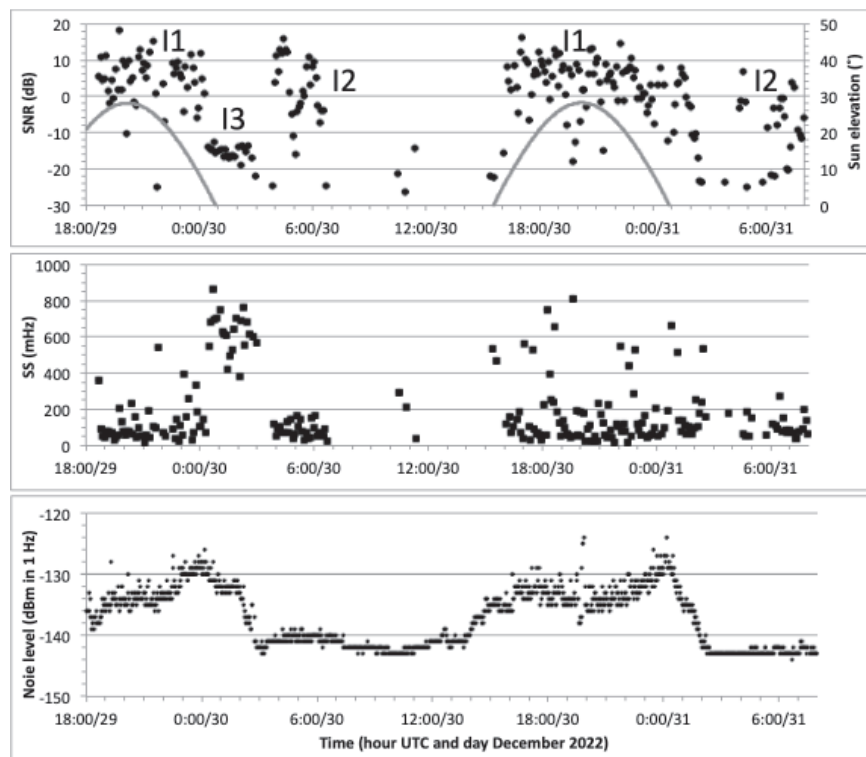 20
10
0
-10
-20
-30
SNR (dB)
I1
I3
I2
I1
I2
50
40
30
20
10
0
Sun elevation (°)
18:00/29 0:00/30 6:00/30 12:00/30 18:00/30 0:00/31 6:00/31
1000
800
600
400
200
0
SS (mHz)
18:00/29 0:00/30 6:00/30 12:00/30 18:00/30 0:00/31 6:00/31
-120
-130
-140
-150
Noie level (dBm in 1 Hz)
18:00/29 0:00/30 6:00/30 12:00/30 18:00/30 0:00/31 6:00/31
Time (hour UTC and day December 2022)